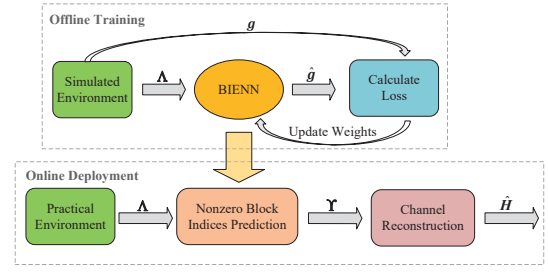 Offline Training
g
Simulated
Environment
Λ
BIENN
ĝ
Calculate
Loss
Update Weights
Online Deployment
Practical
Environment
Λ
Nonzero Block
Indices Prediction
ϒ
Channel
Reconstruction
Ĥ